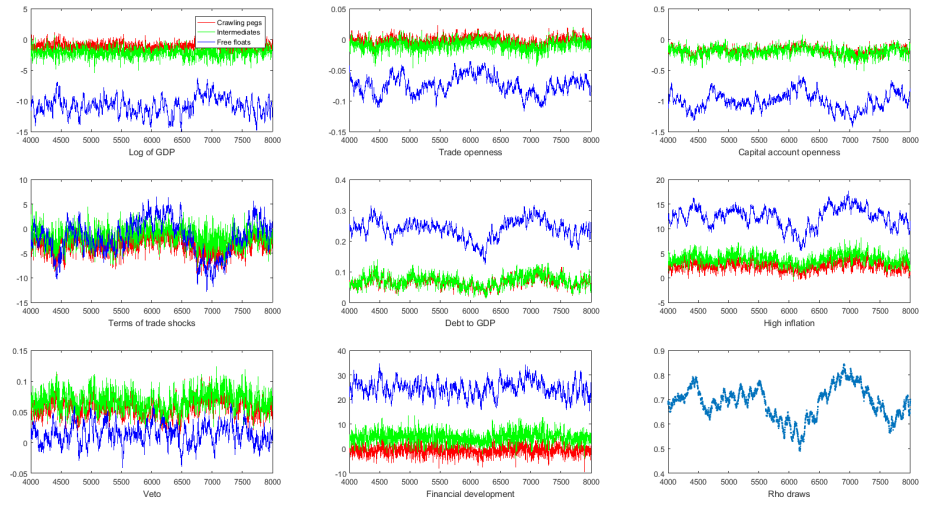 5
0
-5
-10
-15
4000 4500 5000 5500 6000 6500 7000 7500 8000
Log of GDP
Crawling pegs
Intermediates
Free floats
0.05
0
-0.05
-0.1
-0.15
4000 4500 5000 5500 6000 6500 7000 7500 8000
Trade openness
0.5
0
-0.5
-1
-1.5
4000 4500 5000 5500 6000 6500 7000 7500 8000
Capital account openness
10
5
0
-5
-10
-15
4000 4500 5000 5500 6000 6500 7000 7500 8000
Terms of trade shocks
0.4
0.3
0.2
0.1
0
4000 4500 5000 5500 6000 6500 7000 7500 8000
Debt to GDP
20
15
10
5
0
-5
4000 4500 5000 5500 6000 6500 7000 7500 8000
High inflation
0.15
0.1
0.05
0
-0.05
4000 4500 5000 5500 6000 6500 7000 7500 8000
Veto
40
30
20
10
0
-10
4000 4500 5000 5500 6000 6500 7000 7500 8000
Financial development
0.9
0.8
0.7
0.6
0.5
0.4
4000 4500 5000 5500 6000 6500 7000 7500 8000
Rho draws